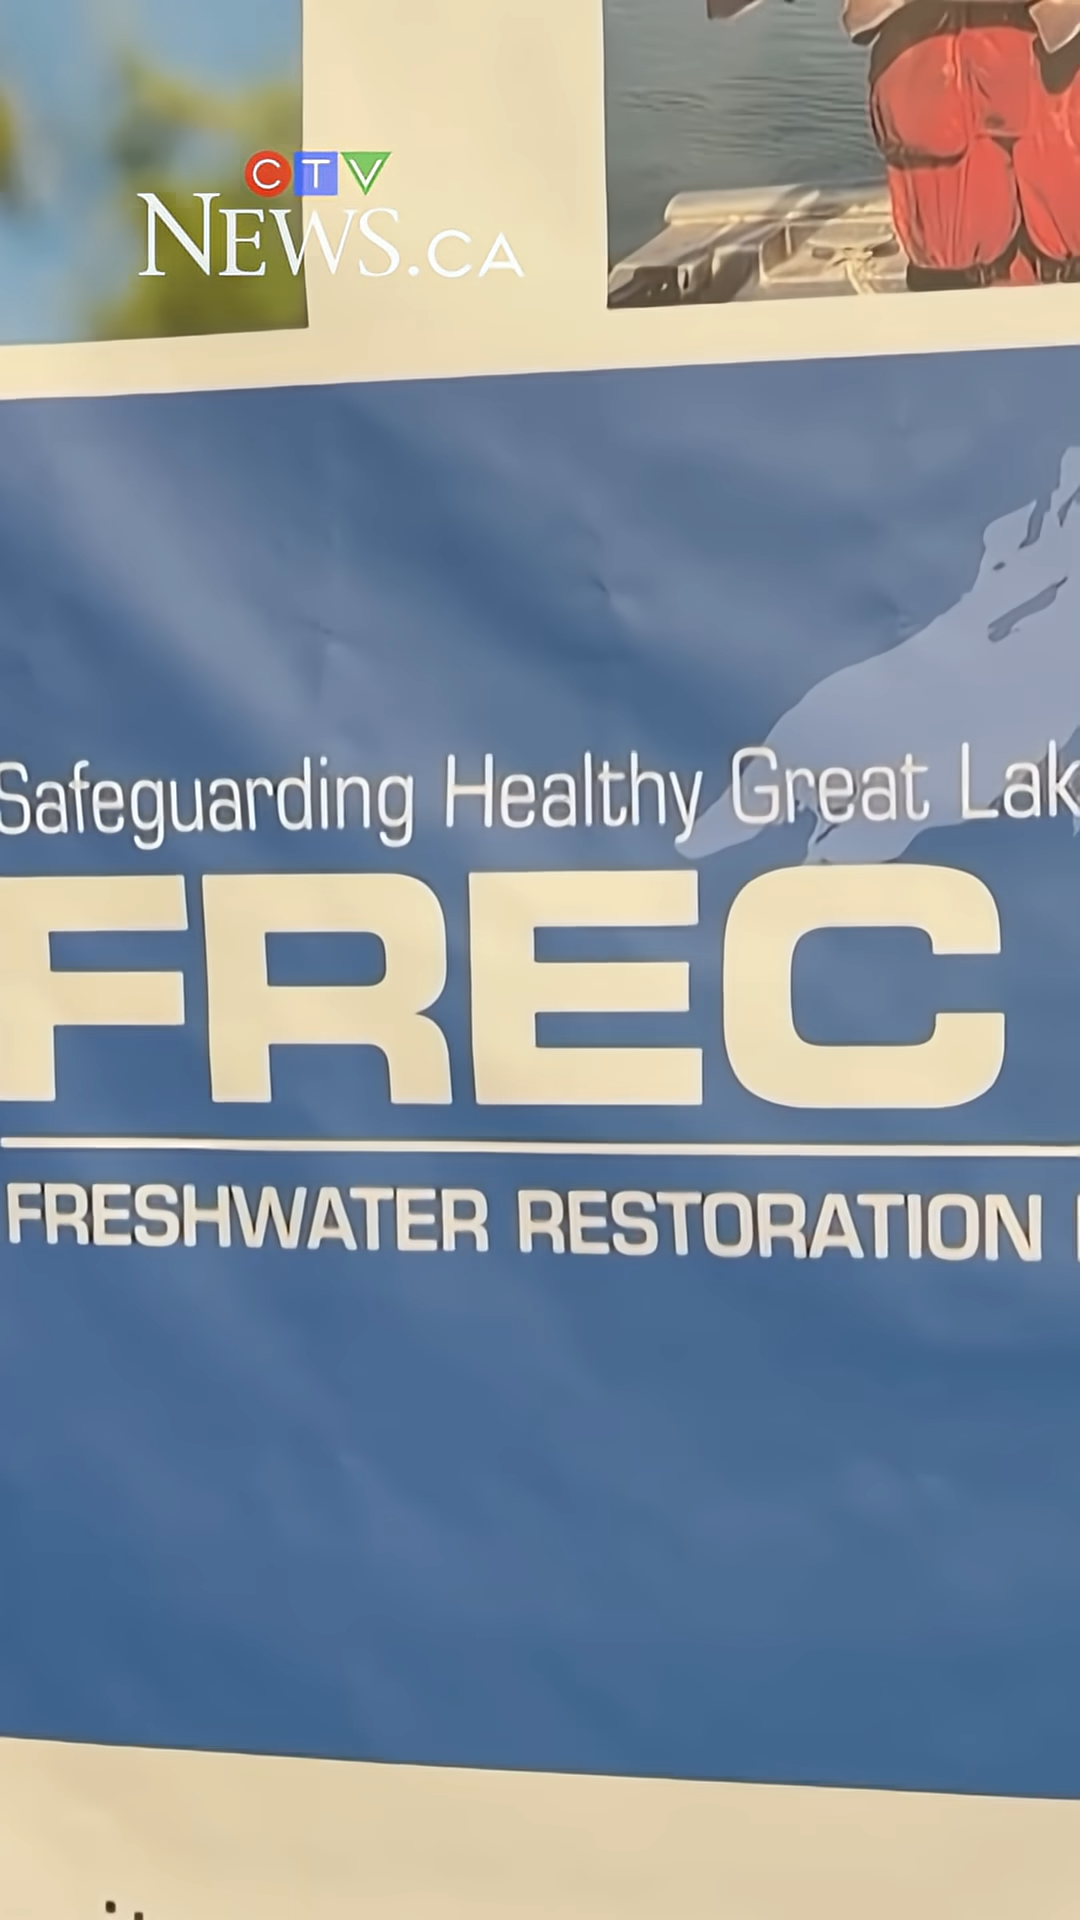 CTV
NEWS.CA
Safeguarding Healthy Great Lak
FREC
FRESHWATER RESTORATION